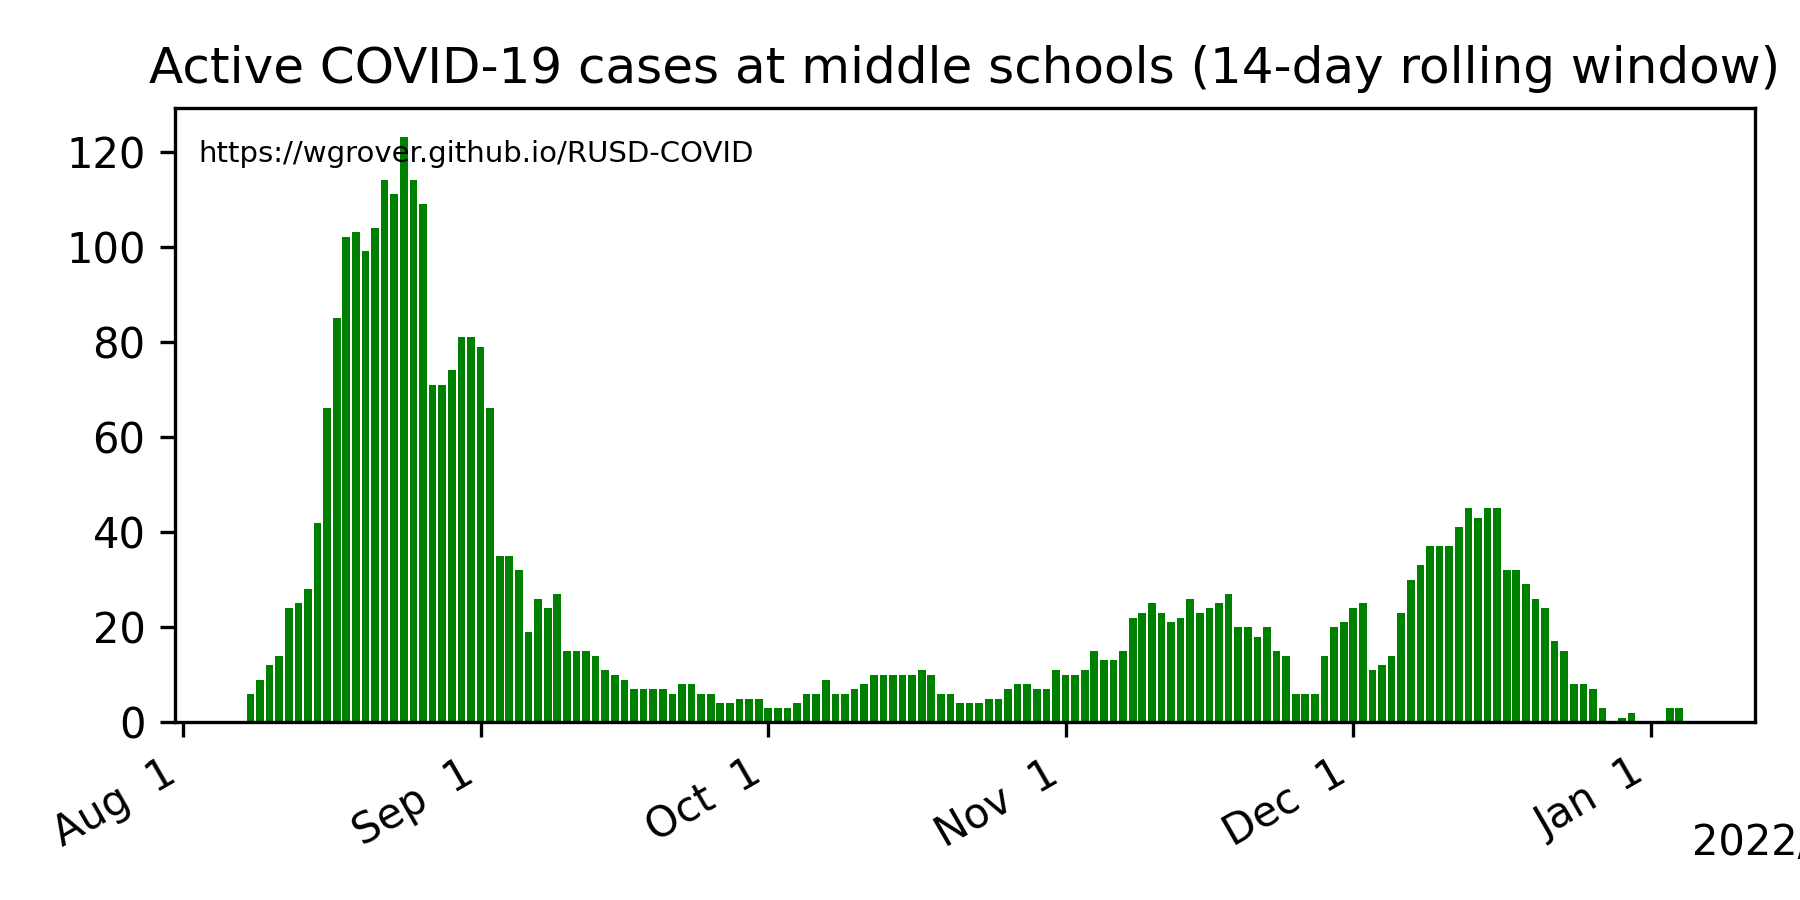 Active COVID-19 cases at middle schools (14-day rolling window)
https://wgrover.github.io/RUSD-COVID
120
100
80
60
40
20
0
Aug 1
Sep 1
Oct 1
Nov 1
Dec 1
Jan 1
2022